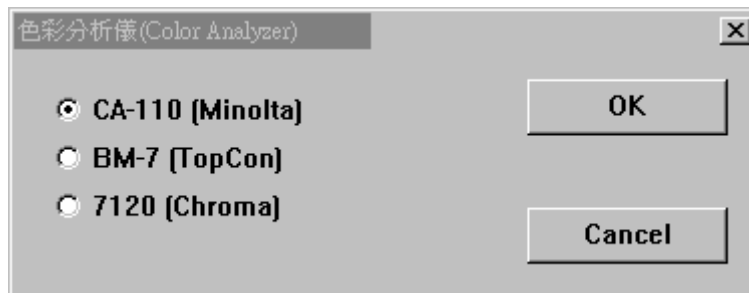 色彩分析儀(Color Analyzer)
CA-110 (Minolta)
OK
BM-7 (TopCon)
7120 (Chroma)
Cancel